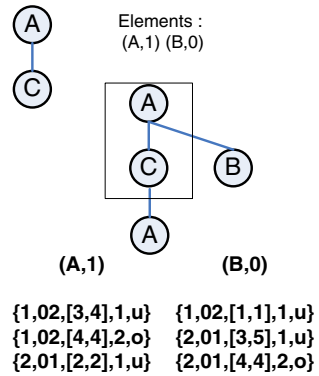 A
C
Elements :
(A,1) (B,0)
A
C
B
A
(A,1) (B,0)
{1,02,[3,4],1,u} {1,02,[1,1],1,u}
{1,02,[4,4],2,o} {2,01,[3,5],1,u}
{2,01,[2,2],1,u} {2,01,[4,4],2,o}